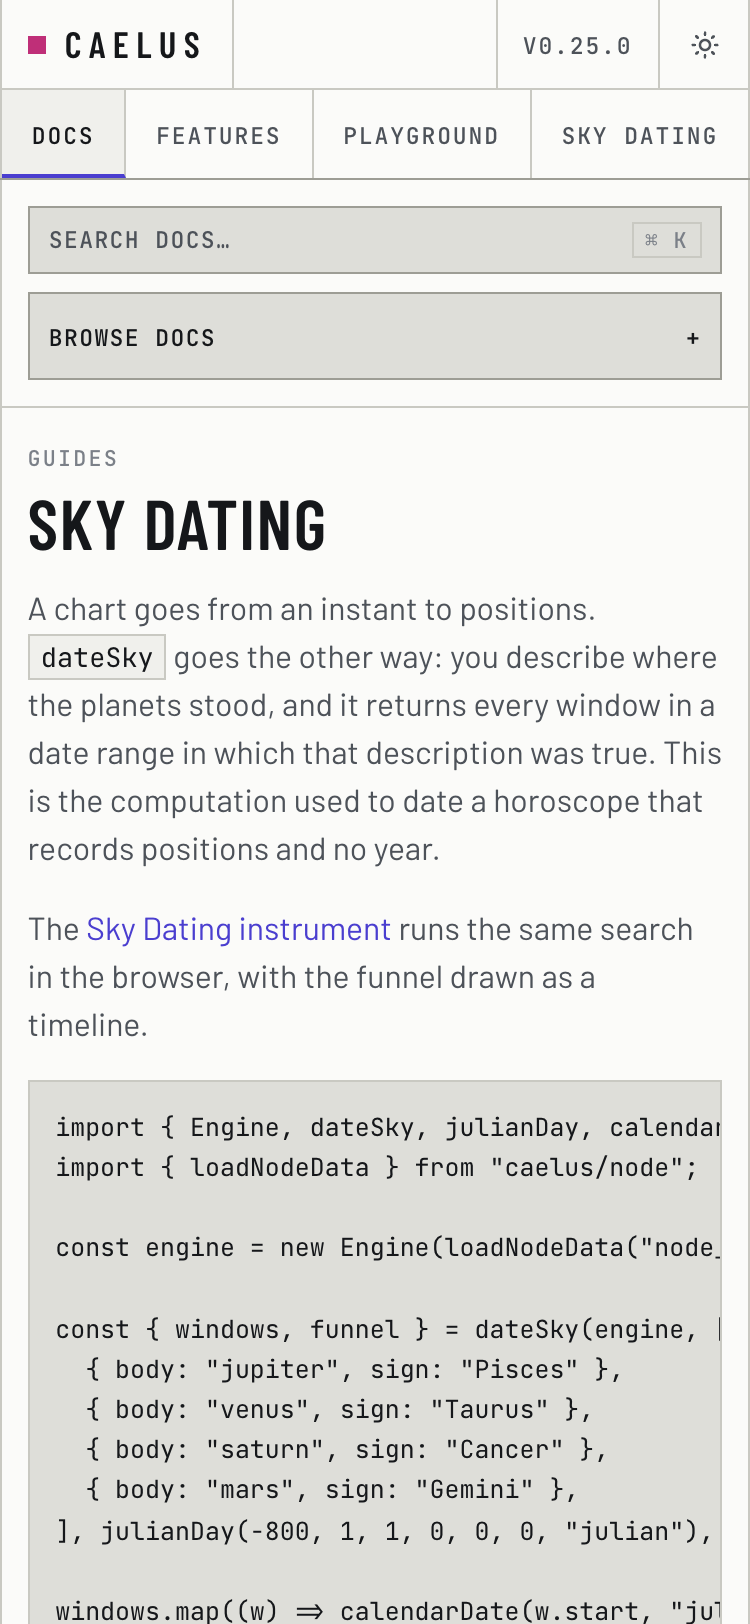 CAELUS
V0.25.0
DOCS
FEATURES
PLAYGROUND
SKY DATING
SEARCH DOCS…
⌘ K
BROWSE DOCS
+
GUIDES
SKY DATING
A chart goes from an instant to positions.
dateSky goes the other way: you describe where
the planets stood, and it returns every window in a
date range in which that description was true. This
is the computation used to date a horoscope that
records positions and no year.
The Sky Dating instrument runs the same search
in the browser, with the funnel drawn as a
timeline.
import { Engine, dateSky, julianDay, calendar
import { loadNodeData } from "caelus/node";
const engine = new Engine(loadNodeData("node_
const { windows, funnel } = dateSky(engine, [
  { body: "jupiter", sign: "Pisces" },
  { body: "venus", sign: "Taurus" },
  { body: "saturn", sign: "Cancer" },
  { body: "mars", sign: "Gemini" },
], julianDay(-800, 1, 1, 0, 0, 0, "julian"),
windows.map((w) => calendarDate(w.start, "jul